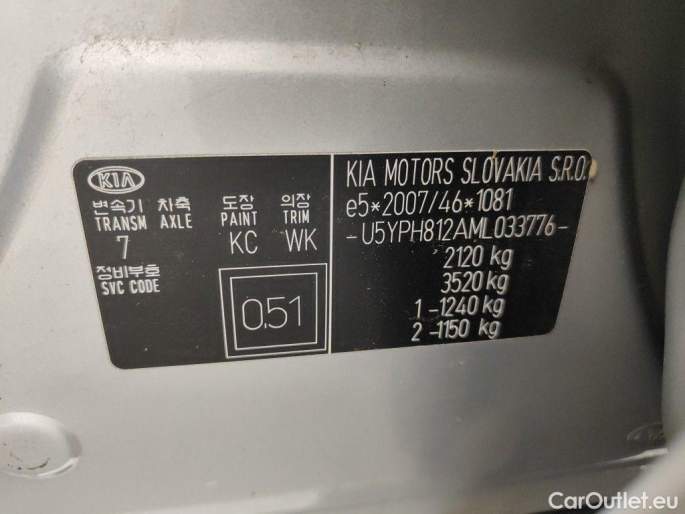 KIA
변속기 차축 도장 의장
TRANSM AXLE PAINT TRIM
7 KC WK
정비부호
SVC CODE
0.51
KIA MOTORS SLOVAKIA S.R.O.
e5*2007/46*1081
-U5YPH812AML033776-
2120 kg
3520 kg
1-1240 kg
2-1150 kg
CarOutlet.eu